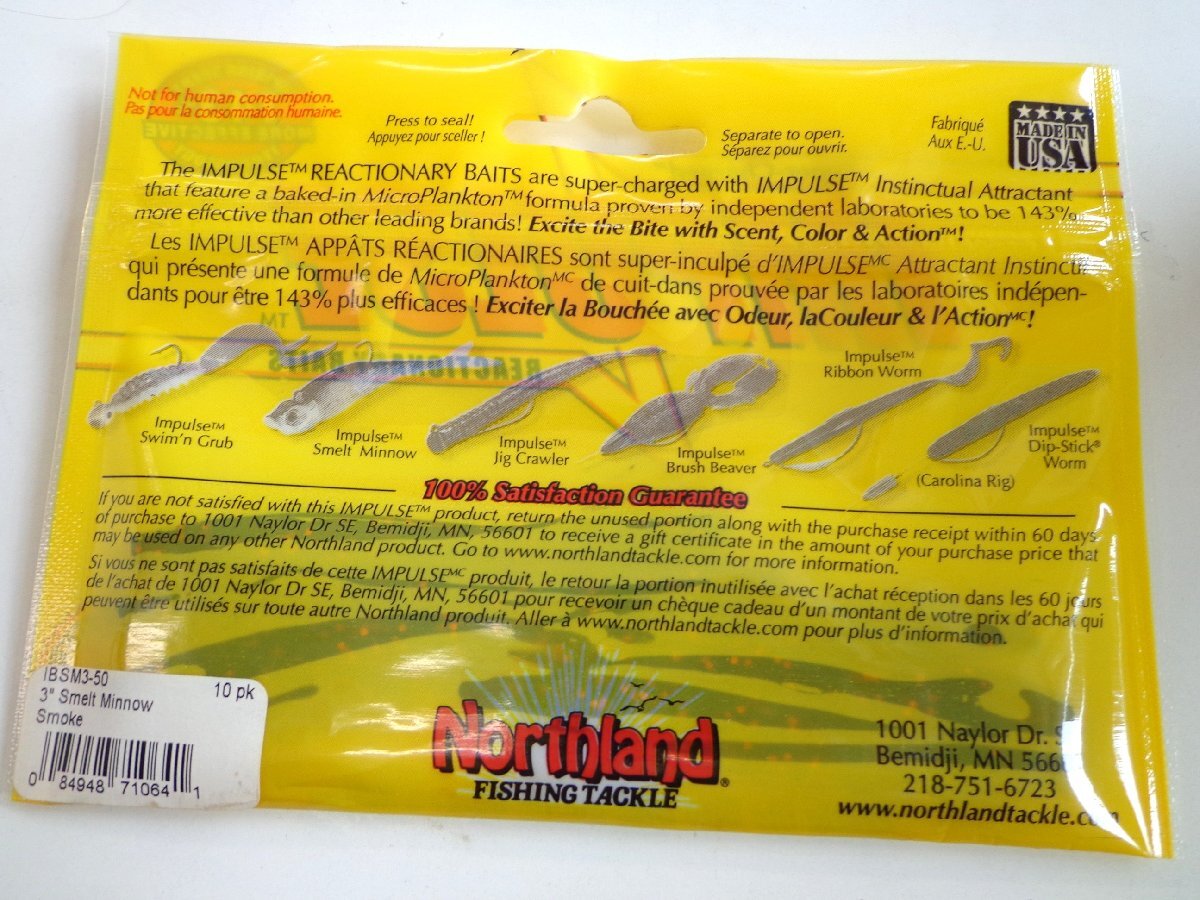 Not for human consumption.
Pas pour la consommation humaine.
Press to seal!
Appuyez pour sceller !
Separate to open.
Séparez pour ouvrir.
Fabriqué
Aux E.-U.
MADE IN
USA
The IMPULSE™ REACTIONARY BAITS are super-charged with IMPULSE™ Instinctual Attractant
that feature a baked-in MicroPlankton™ formula proven by independent laboratories to be 143%
more effective than other leading brands! Excite the Bite with Scent, Color & Action™!
Les IMPULSE™ APPÂTS RÉACTIONAIRES sont super-inculpé d'IMPULSEᴹᶜ Attractant Instinctif
qui présente une formule de MicroPlanktonᴹᶜ de cuit-dans prouvée par les laboratoires indépen-
dants pour être 143% plus efficaces ! Exciter la Bouchée avec Odeur, laCouleur & l'Actionᴹᶜ!
REACTIONARY BAITS
Impulse™
Swim'n Grub
Impulse™
Smelt Minnow
Impulse™
Jig Crawler
Impulse™
Brush Beaver
Impulse™
Ribbon Worm
(Carolina Rig)
Impulse™
Dip-Stick®
Worm
100% Satisfaction Guarantee
If you are not satisfied with this IMPULSE™ product, return the unused portion along with the purchase receipt within 60 days
of purchase to 1001 Naylor Dr SE, Bemidji, MN, 56601 to receive a gift certificate in the amount of your purchase price that
may be used on any other Northland product. Go to www.northlandtackle.com for more information.
Si vous ne sont pas satisfaits de cette IMPULSEᴹᶜ produit, le retour la portion inutilisée avec l'achat réception dans les 60 jours
de l'achat de 1001 Naylor Dr SE, Bemidji, MN, 56601 pour recevoir un chèque cadeau d'un montant de votre prix d'achat qui
peuvent être utilisés sur toute autre Northland produit. Aller à www.northlandtackle.com pour plus d'information.
IBSM3-50
10 pk
3" Smelt Minnow
Smoke
0 84948 71064 1
Northland®
FISHING TACKLE
1001 Naylor Dr. S
Bemidji, MN 566
218-751-6723
www.northlandtackle.com